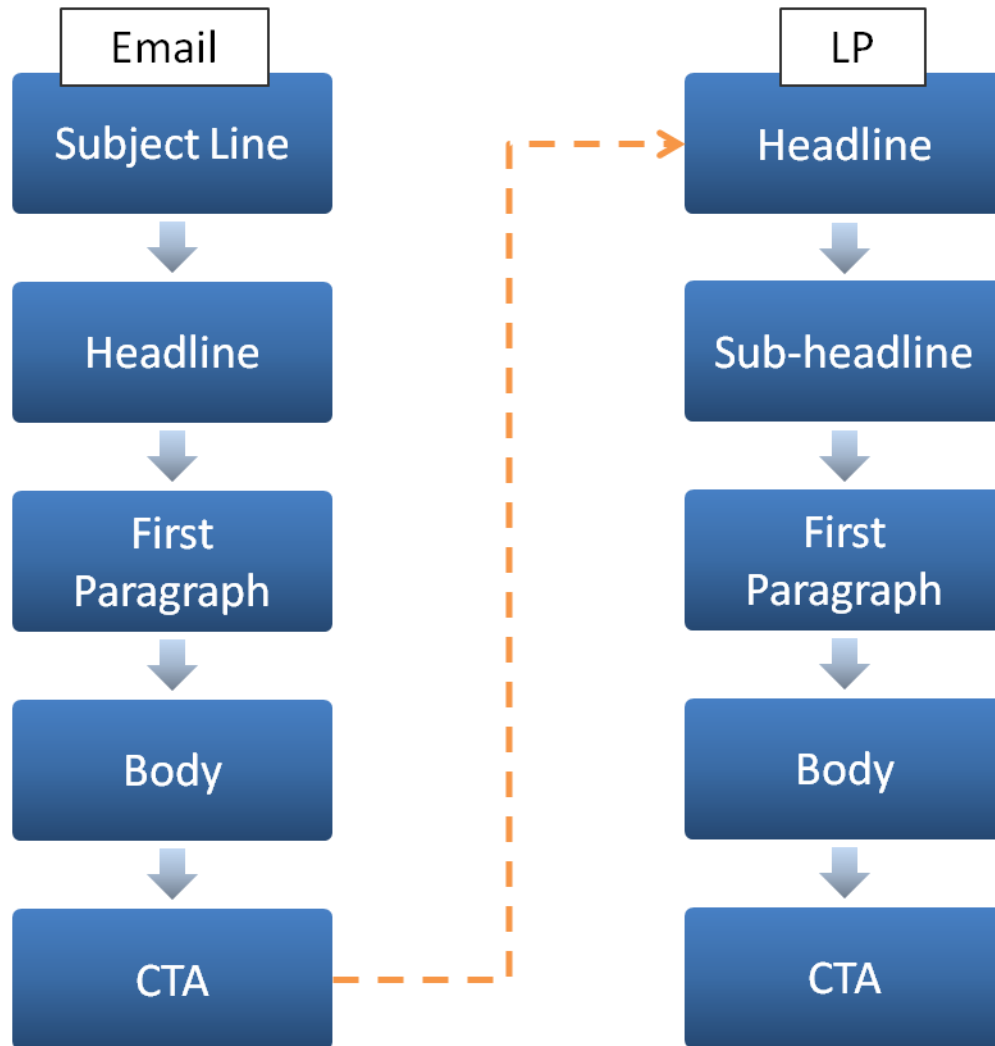 Email
Subject Line
Headline
First
Paragraph
Body
CTA
LP
Headline
Sub-headline
First
Paragraph
Body
CTA